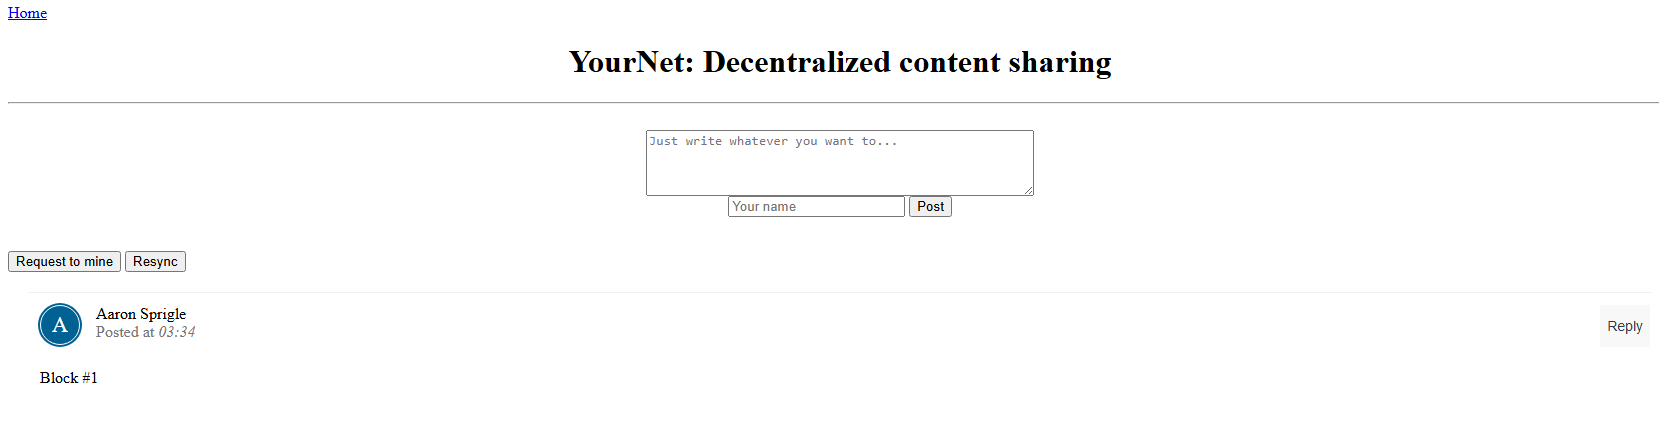 Home
YourNet: Decentralized content sharing
Just write whatever you want to...
Your name Post
Request to mine Resync
A
Aaron Sprigle
Posted at 03:34
Reply
Block #1